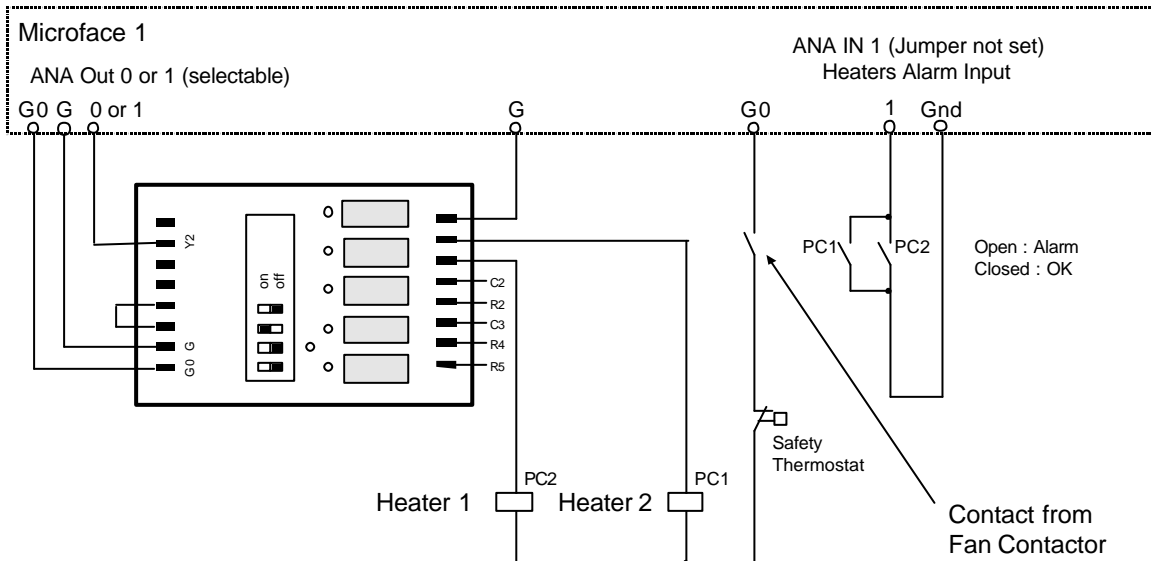 Microface 1
ANA Out 0 or 1 (selectable)
G0 G 0 or 1
G
G0
ANA IN 1 (Jumper not set)
Heaters Alarm Input
1 Gnd
Y2
G
G0
on
off
C2
R2
C3
R4
R5
PC1
PC2
Open : Alarm
Closed : OK
Safety
Thermostat
Heater 1
PC2
Heater 2
PC1
Contact from
Fan Contactor